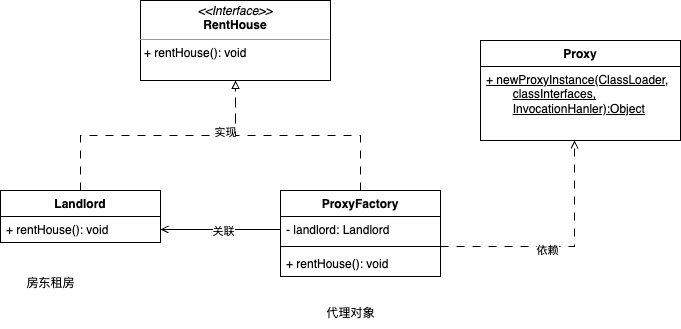 <<Interface>>
RentHouse
+ rentHouse(): void
Proxy
+ newProxyInstance(ClassLoader,
classInterfaces,
InvocationHanler):Object
实现
Landlord
+ rentHouse(): void
关联
ProxyFactory
- landlord: Landlord
+ rentHouse(): void
依赖
房东租房
代理对象